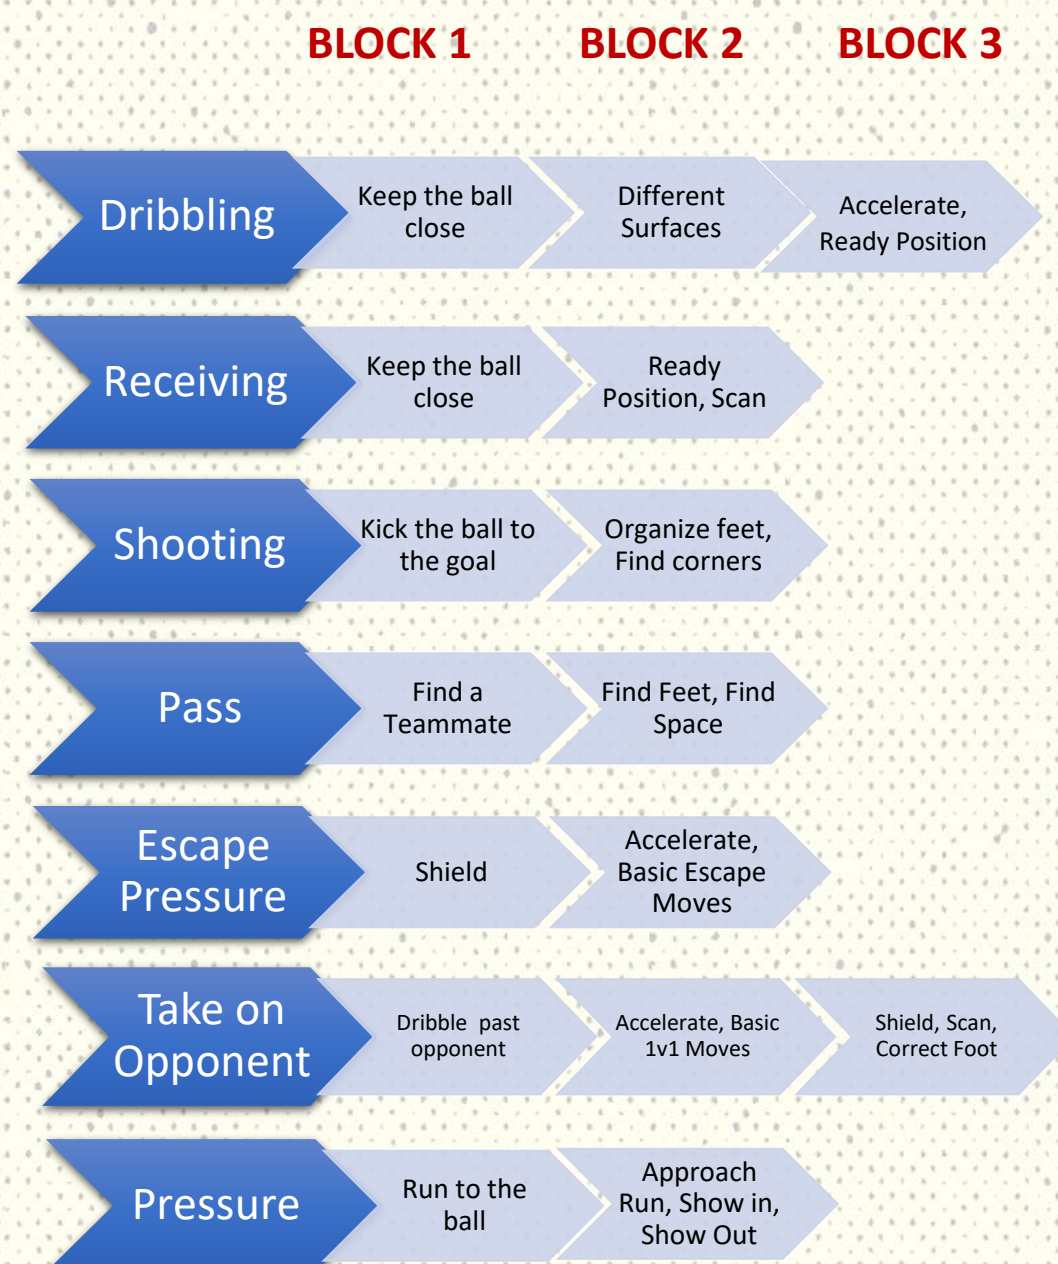 BLOCK 1 BLOCK 2 BLOCK 3
Dribbling
Keep the ball
close
Different
Surfaces
Accelerate,
Ready Position
Receiving
Keep the ball
close
Ready
Position, Scan
Shooting
Kick the ball to
the goal
Organize feet,
Find corners
Pass
Find a
Teammate
Find Feet, Find
Space
Escape
Pressure
Shield
Accelerate,
Basic Escape
Moves
Take on
Opponent
Dribble past
opponent
Accelerate, Basic
1v1 Moves
Shield, Scan,
Correct Foot
Pressure
Run to the
ball
Approach
Run, Show in,
Show Out